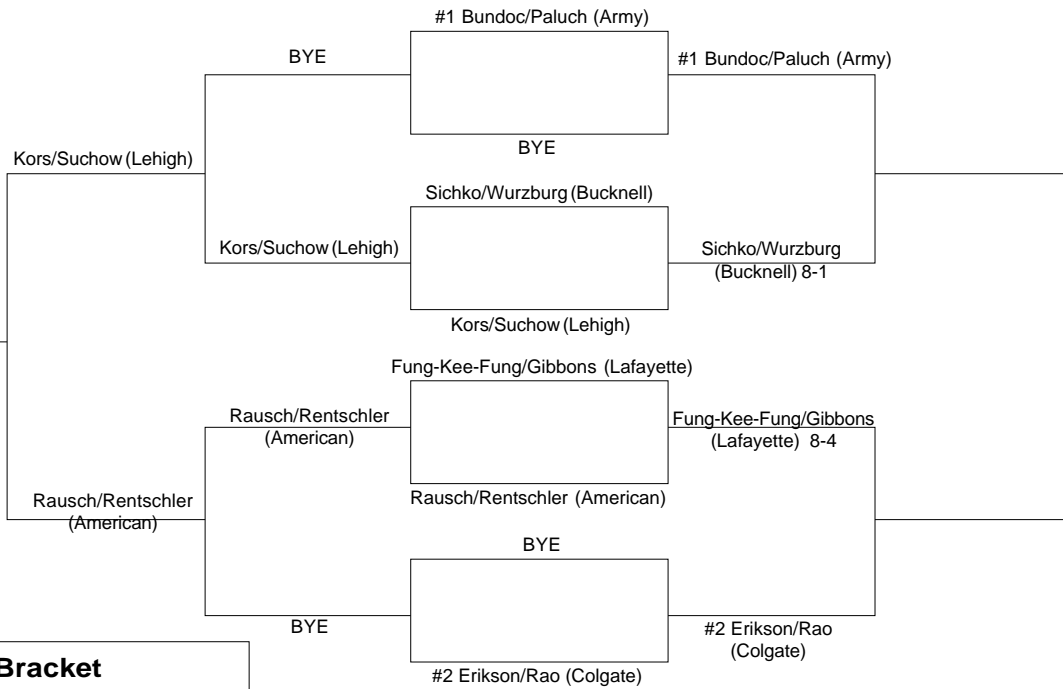 #1 Bundoc/Paluch (Army)
BYE
#1 Bundoc/Paluch (Army)
BYE
Kors/Suchow (Lehigh)
Sichko/Wurzburg (Bucknell)
Kors/Suchow (Lehigh)
Sichko/Wurzburg
(Bucknell) 8-1
Kors/Suchow (Lehigh)
Fung-Kee-Fung/Gibbons (Lafayette)
Rausch/Rentschler
(American)
Fung-Kee-Fung/Gibbons
(Lafayette) 8-4
Rausch/Rentschler (American)
Rausch/Rentschler
(American)
BYE
BYE
#2 Erikson/Rao
(Colgate)
#2 Erikson/Rao (Colgate)
Bracket